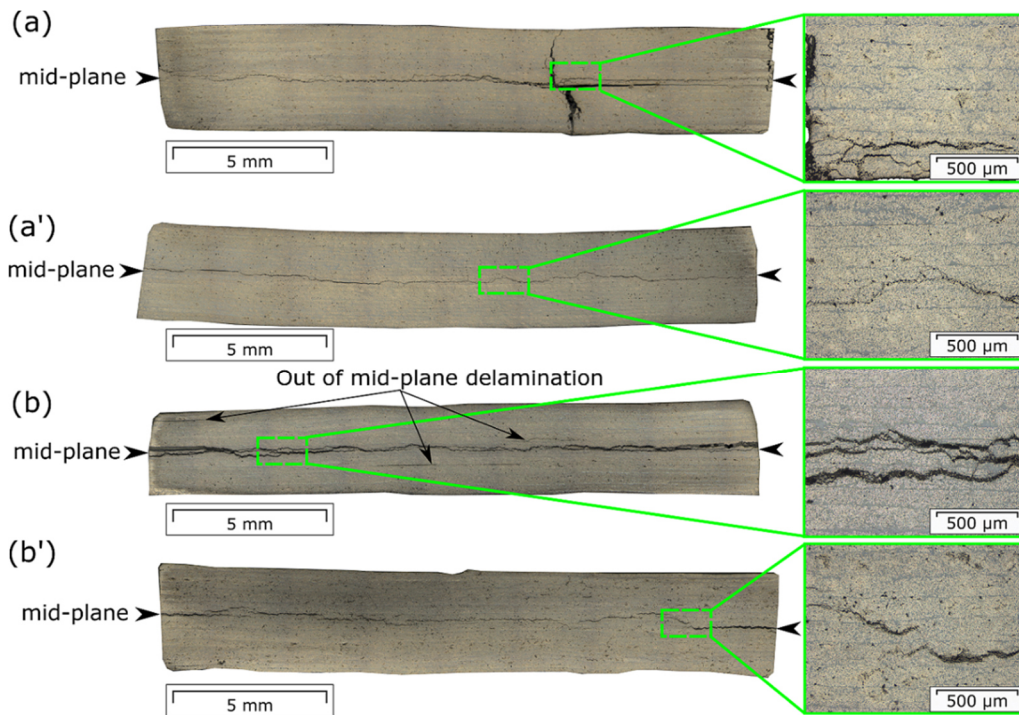 (a)
mid-plane
5 mm
500 µm
(a')
mid-plane
5 mm
500 µm
Out of mid-plane delamination
(b)
mid-plane
5 mm
500 µm
(b')
mid-plane
5 mm
500 µm